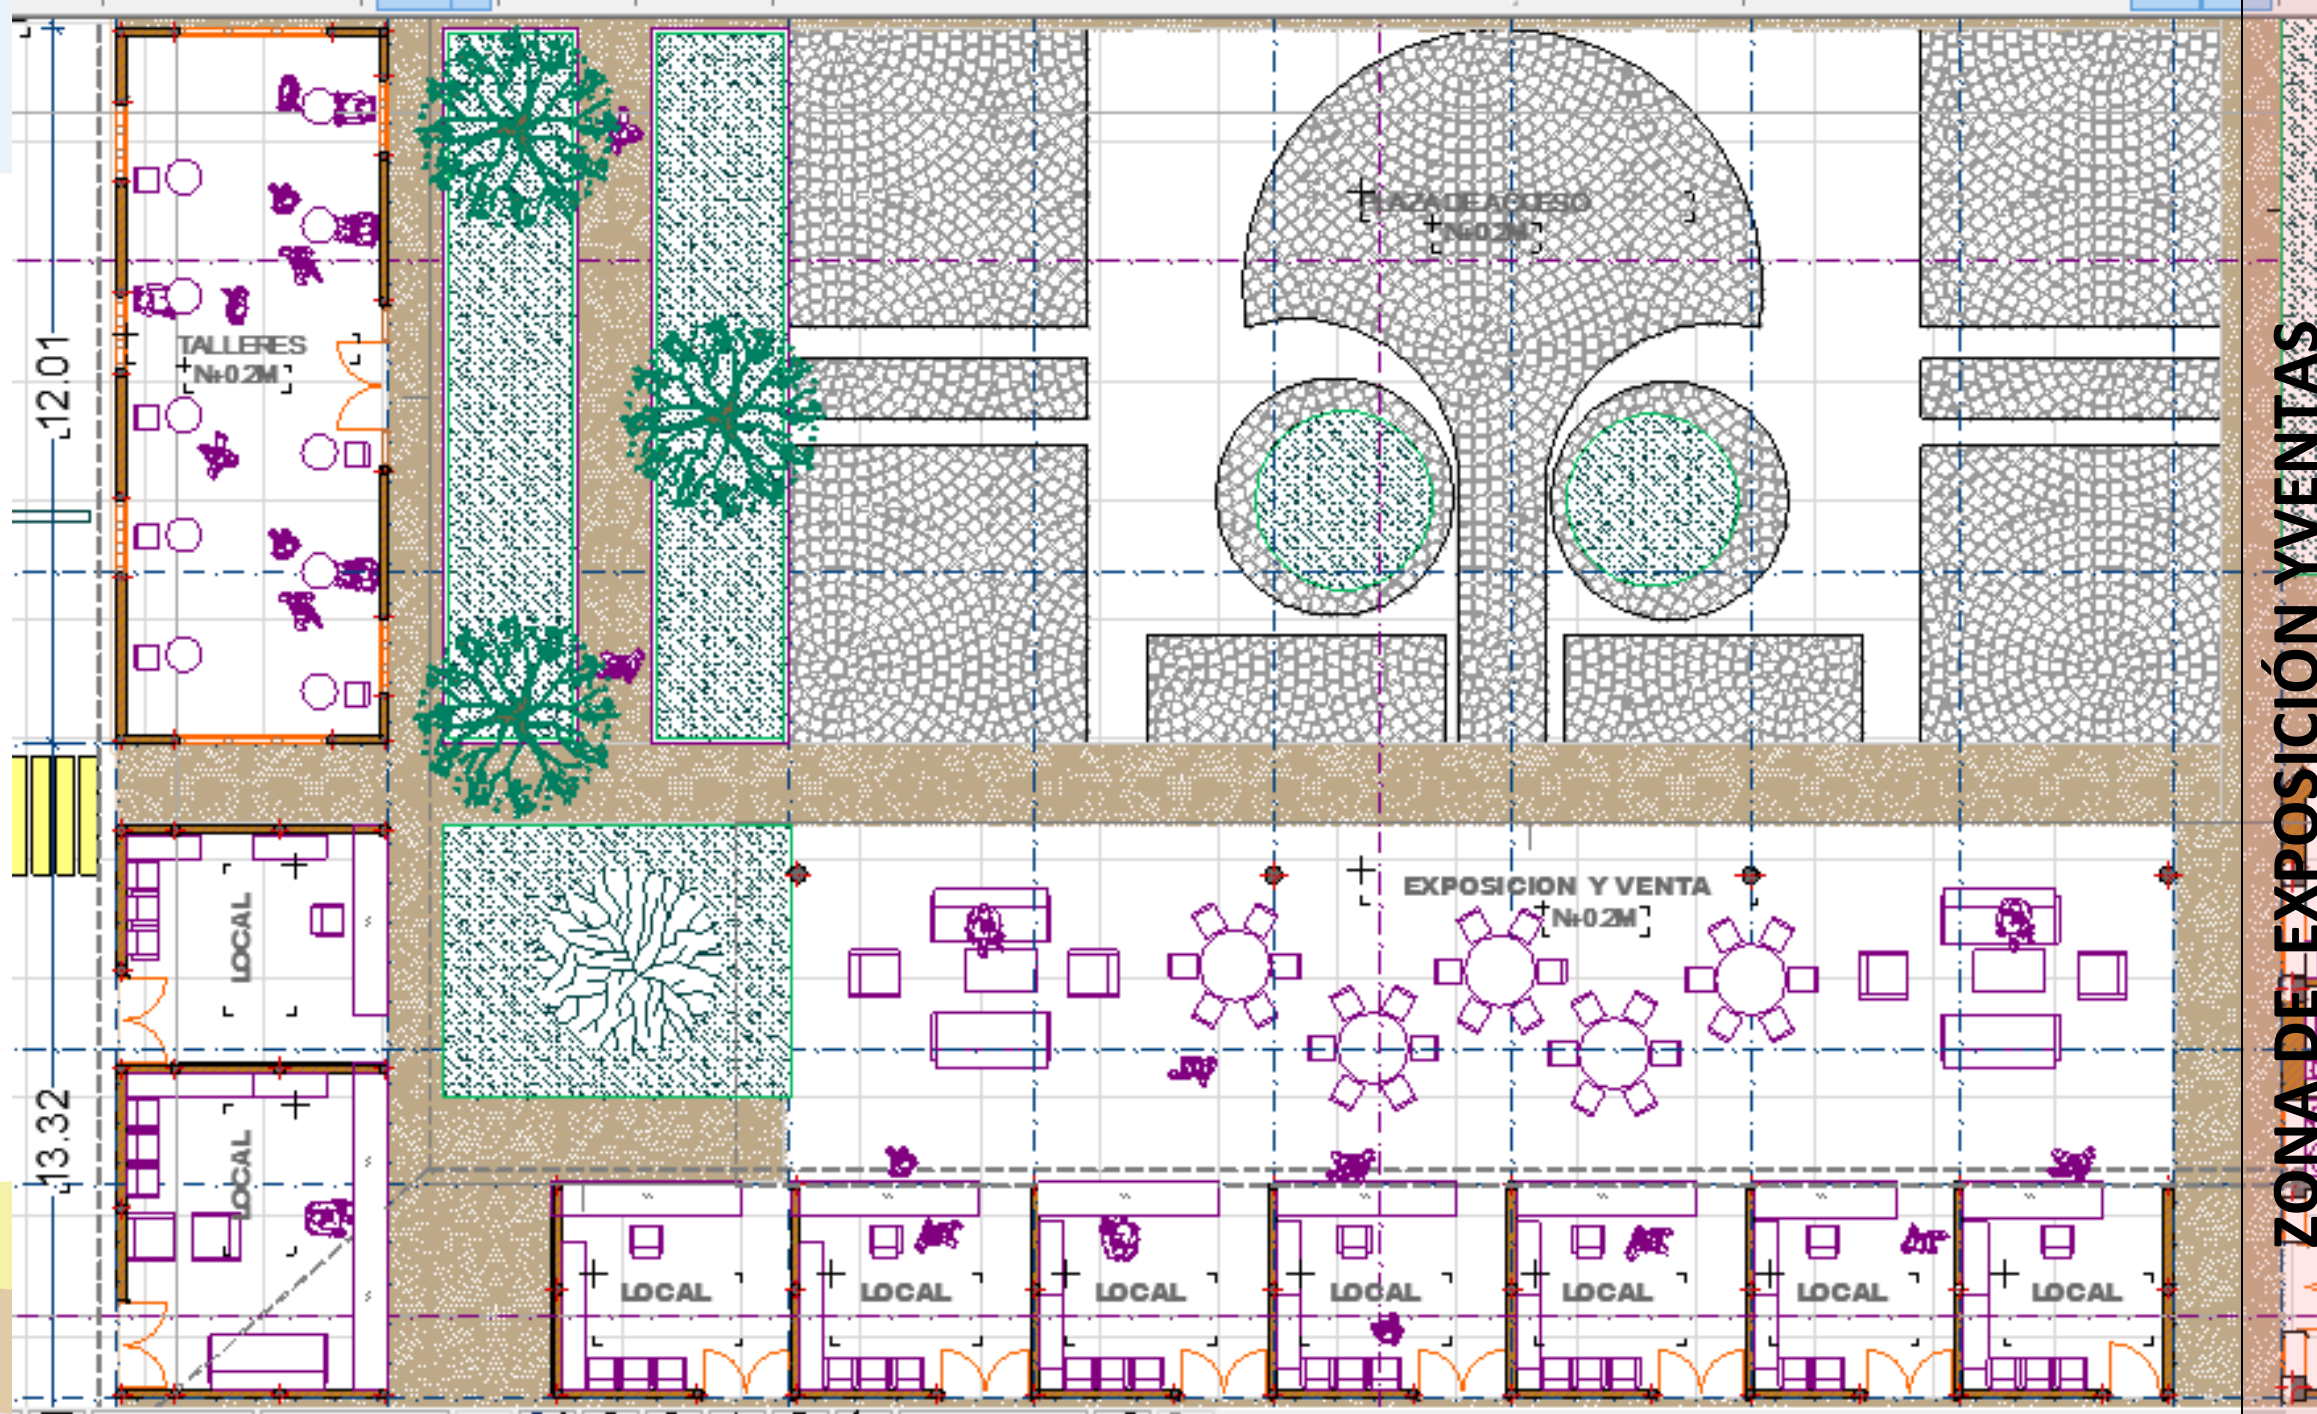 PLAZA DE ACCESO
N+0.2M
12.01
TALLERES
N+0.2M
ZONA DE EXPOSICIÓN YVENTAS
EXPOSICION Y VENTA
N+0.2M
LOCAL
13.32
LOCAL
LOCAL
LOCAL
LOCAL
LOCAL
LOCAL
LOCAL
LOCAL